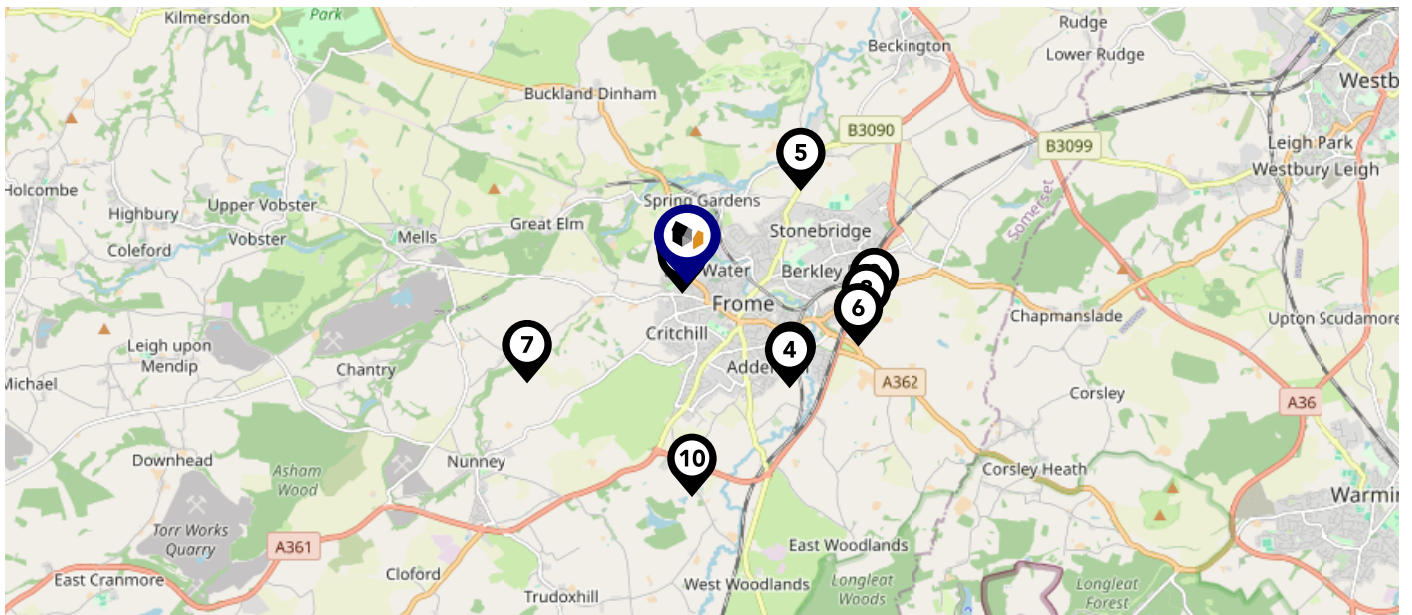 Kilmersdon
Park
Rudge
Beckington
Lower Rudge
Westb
Buckland Dinham
B3090
B3099
Leigh Park
5
Westbury Leigh
Holcombe
Spring Gardens
Upper Vobster
Highbury
Great Elm
Somerset
Stonebridge
Mells
Vobster
Coleford
Water
Berkley
Frome
6
Chapmanslade
Upton Scudamore
Critchill
7
4
Leigh upon
Mendip
Chantry
Adde
Michael
A362
Corsley
A36
Downhead
Nunney
10
Asham
Wood
Corsley Heath
Warmin
Torr Works
Quarry
A361
East Woodlands
Cloford
East Cranmore
West Woodlands
Longleat
Woods
Longleat
Forest
Trudoxhill